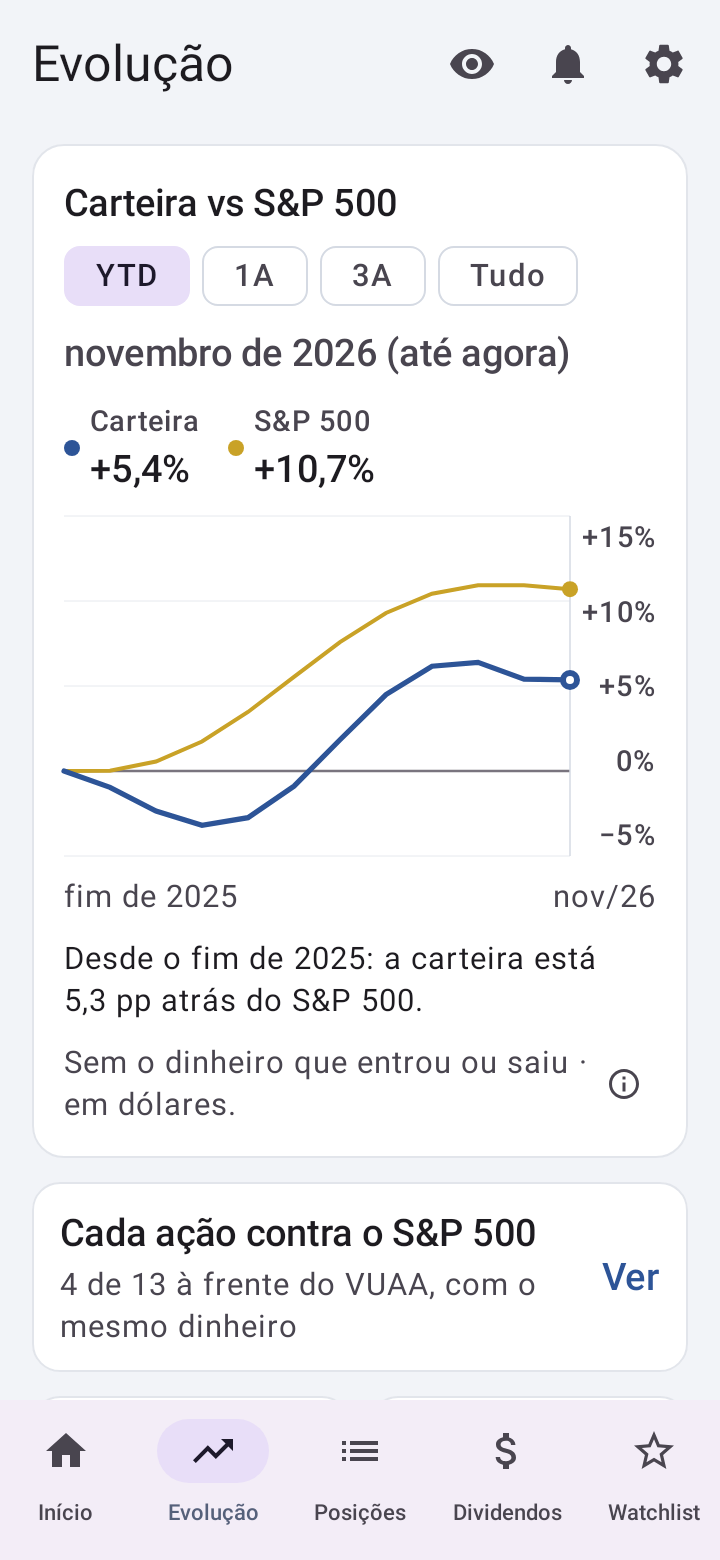 Evolução
Carteira vs S&P 500
YTD
1A
3A
Tudo
novembro de 2026 (até agora)
Carteira
+5,4%
S&P 500
+10,7%
+15%
+10%
+5%
0%
−5%
fim de 2025
nov/26
Desde o fim de 2025: a carteira está
5,3 pp atrás do S&P 500.
Sem o dinheiro que entrou ou saiu ·
em dólares.
Cada ação contra o S&P 500
4 de 13 à frente do VUAA, com o
mesmo dinheiro
Ver
Início
Evolução
Posições
Dividendos
Watchlist